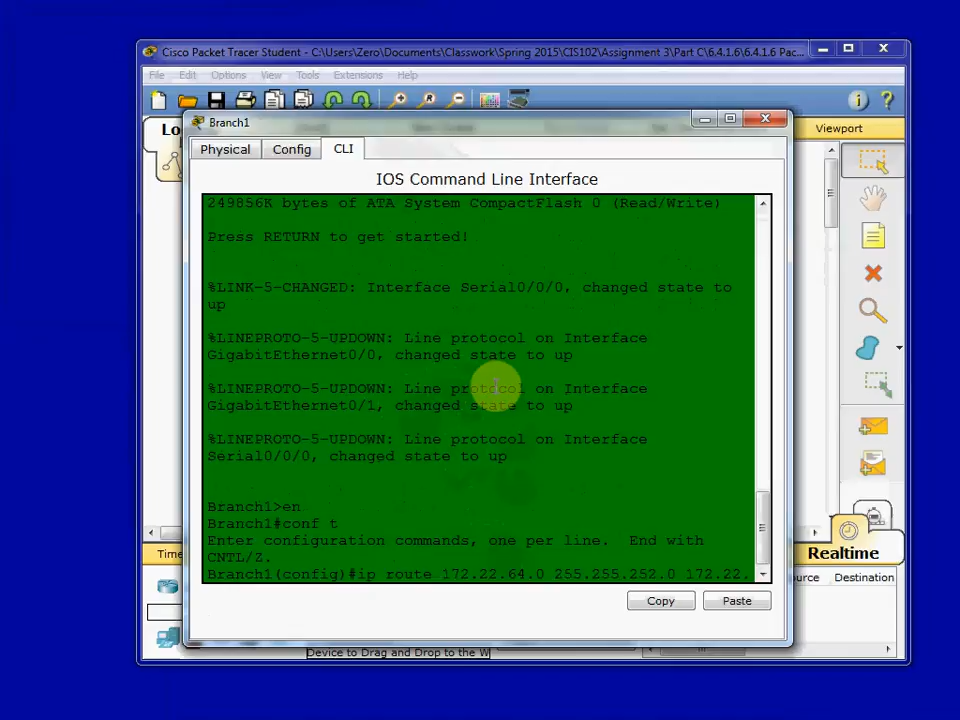 Cisco Packet Tracer Student - C:\Users\Zero\Documents\Classwork\Spring 2015\CIS102\Assignment 3\Part C\6.4.1.6\6.4.1.6 Pac...
File Edit Options View Tools Extensions Help
Branch1
Lo
Viewport
Physical Config CLI
IOS Command Line Interface
249856K bytes of ATA System CompactFlash 0 (Read/Write)
Press RETURN to get started!
%LINK-5-CHANGED: Interface Serial0/0/0, changed state to
up
%LINEPROTO-5-UPDOWN: Line protocol on Interface
GigabitEthernet0/0, changed state to up
%LINEPROTO-5-UPDOWN: Line protocol on Interface
GigabitEthernet0/1, changed state to up
%LINEPROTO-5-UPDOWN: Line protocol on Interface
Serial0/0/0, changed state to up
Branch1>en
Branch1#conf t
Enter configuration commands, one per line.  End with
CNTL/Z.
Branch1(config)#ip route 172.22.64.0 255.255.252.0 172.22.
Time
Realtime
ource Destination
Copy Paste
Device to Drag and Drop to the W